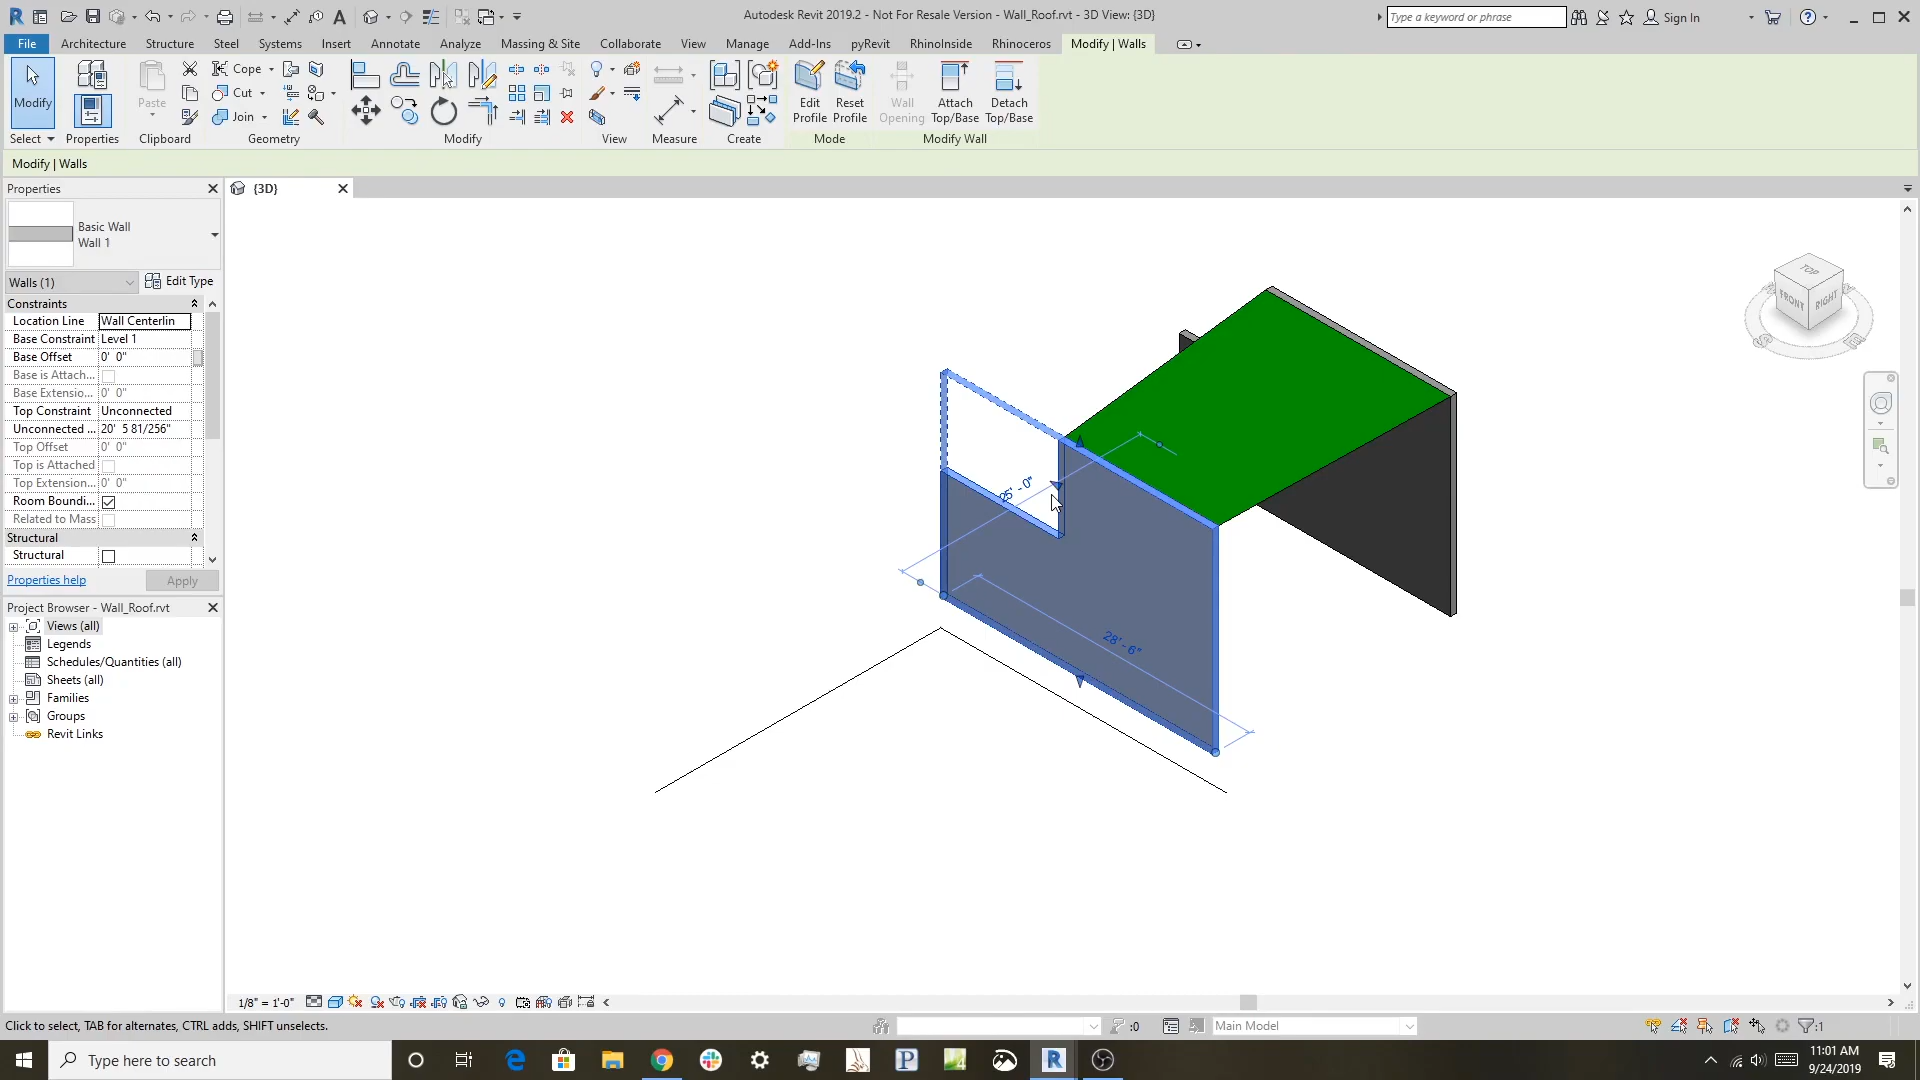 Autodesk Revit 2019.2 - Not For Resale Version - Wall_Roof.rvt - 3D View: {3D}
Type a keyword or phrase
Sign In
File Architecture Structure Steel Systems Insert Annotate Analyze Massing & Site Collaborate View Manage Add-Ins pyRevit RhinoInside Rhinoceros Modify | Walls
Modify
Paste
Cope
Cut
Join
Edit Profile
Reset Profile
Wall Opening
Attach Top/Base
Detach Top/Base
Select Properties Clipboard Geometry Modify View Measure Create Mode Modify Wall
Modify | Walls
Properties
{3D}
Basic Wall
Wall 1
Walls (1) Edit Type
Constraints
Location Line Wall Centerlin
Base Constraint Level 1
Base Offset 0' 0"
Base is Attach...
Base Extensio... 0' 0"
Top Constraint Unconnected
Unconnected ... 20' 5 81/256"
Top Offset 0' 0"
Top is Attached
Top Extension... 0' 0"
Room Boundi...
Related to Mass
Structural
Structural
Properties help Apply
Project Browser - Wall_Roof.rvt
Views (all)
Legends
Schedules/Quantities (all)
Sheets (all)
Families
Groups
Revit Links
TOP
FRONT
RIGHT
S
E
25' - 0"
28' - 6"
1/8" = 1'-0"
Click to select, TAB for alternates, CTRL adds, SHIFT unselects.
:0
Main Model
:1
Type here to search
11:01 AM
9/24/2019